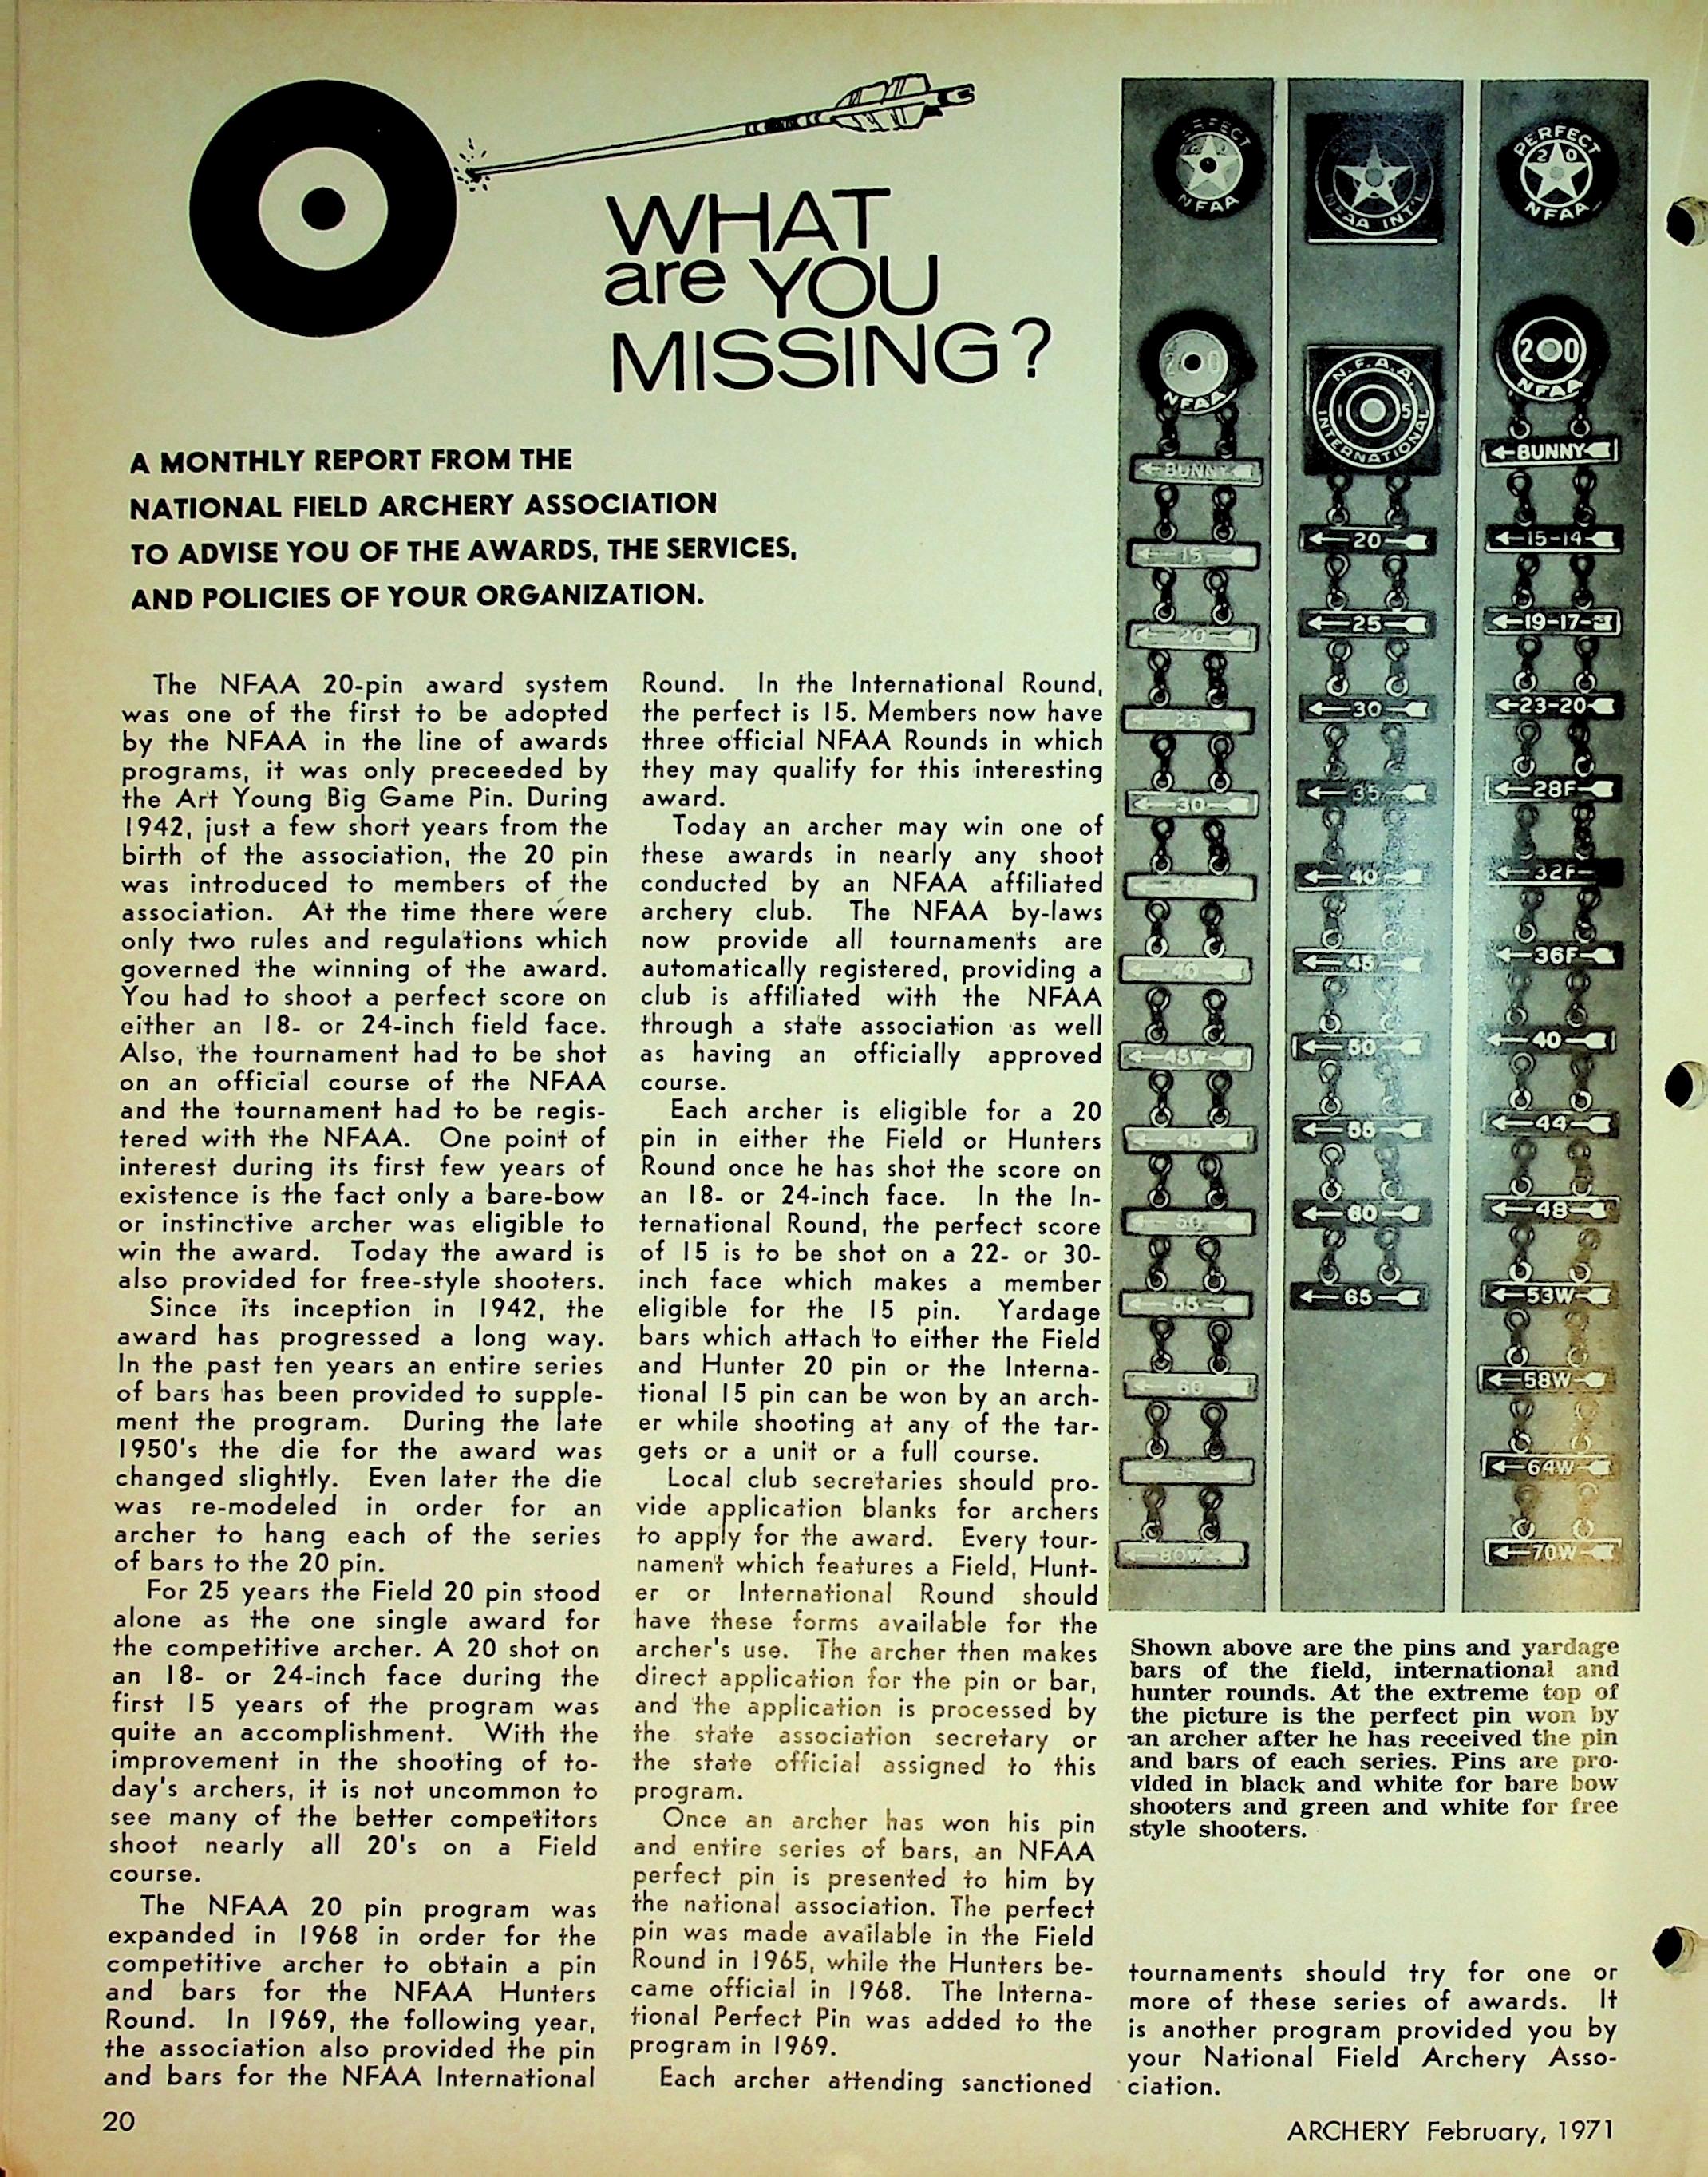 WHAT
are YOU
MISSING?
A MONTHLY REPORT FROM THE
NATIONAL FIELD ARCHERY ASSOCIATION
TO ADVISE YOU OF THE AWARDS, THE SERVICES,
AND POLICIES OF YOUR ORGANIZATION.
The NFAA 20-pin award system
was one of the first to be adopted
by the NFAA in the line of awards
programs, it was only preceeded by
the Art Young Big Game Pin. During
1942, just a few short years from the
birth of the association, the 20 pin
was introduced to members of the
association. At the time there were
only two rules and regulations which
governed the winning of the award.
You had to shoot a perfect score on
either an 18- or 24-inch field face.
Also, the tournament had to be shot
on an official course of the NFAA
and the tournament had to be regis-
tered with the NFAA. One point of
interest during its first few years of
existence is the fact only a bare-bow
or instinctive archer was eligible to
win the award. Today the award is
also provided for free-style shooters.
Since its inception in 1942, the
award has progressed a long way.
In the past ten years an entire series
of bars has been provided to supple-
ment the program. During the late
1950's the die for the award was
changed slightly. Even later the die
was re-modeled in order for an
archer to hang each of the series
of bars to the 20 pin.
For 25 years the Field 20 pin stood
alone as the one single award for
the competitive archer. A 20 shot on
an 18- or 24-inch face during the
first 15 years of the program was
quite an accomplishment. With the
improvement in the shooting of to-
day's archers, it is not uncommon to
see many of the better competitors
shoot nearly all 20's on a Field
course.
The NFAA 20 pin program was
expanded in 1968 in order for the
competitive archer to obtain a pin
and bars for the NFAA Hunters
Round. In 1969, the following year,
the association also provided the pin
and bars for the NFAA International
Round. In the International Round,
the perfect is 15. Members now have
three official NFAA Rounds in which
they may qualify for this interesting
award.
Today an archer may win one of
these awards in nearly any shoot
conducted by an NFAA affiliated
archery club. The NFAA by-laws
now provide all tournaments are
automatically registered, providing a
club is affiliated with the NFAA
through a state association as well
as having an officially approved
course.
Each archer is eligible for a 20
pin in either the Field or Hunters
Round once he has shot the score on
an 18- or 24-inch face. In the In-
ternational Round, the perfect score
of 15 is to be shot on a 22- or 30-
inch face which makes a member
eligible for the 15 pin. Yardage
bars which attach to either the Field
and Hunter 20 pin or the Interna-
tional 15 pin can be won by an arch-
er while shooting at any of the tar-
gets or a unit or a full course.
Local club secretaries should pro-
vide application blanks for archers
to apply for the award. Every tour-
nament which features a Field, Hunt-
er or International Round should
have these forms available for the
archer's use. The archer then makes
direct application for the pin or bar,
and the application is processed by
the state association secretary or
the state official assigned to this
program.
Once an archer has won his pin
and entire series of bars, an NFAA
perfect pin is presented to him by
the national association. The perfect
pin was made available in the Field
Round in 1965, while the Hunters be-
came official in 1968. The Interna-
tional Perfect Pin was added to the
program in 1969.
Each archer attending sanctioned
PERFECT
NFAA
200
NFAA
BUNNY
15
20
25
30
40
45W
45
50
55
60
80W
NFAA INT'L
N.F.A.A.
15
INTERNATIONAL
20
25
30
35
40
45
50
55
60
65
PERFECT
20
NFAA
200
NFAA
BUNNY
15-14
19-17
23-20
28F
32F
36F
40
44
48
53W
58W
64W
70W
Shown above are the pins and yardage
bars of the field, international and
hunter rounds. At the extreme top of
the picture is the perfect pin won by
an archer after he has received the pin
and bars of each series. Pins are pro-
vided in black and white for bare bow
shooters and green and white for free
style shooters.
tournaments should try for one or
more of these series of awards. It
is another program provided you by
your National Field Archery Asso-
ciation.
20
ARCHERY February, 1971